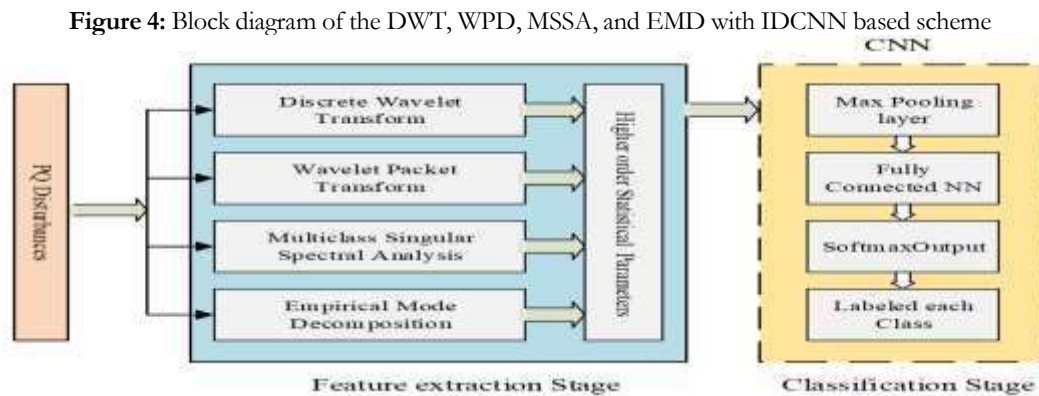 Figure 4: Block diagram of the DWT, WPD, MSSA, and EMD with IDCNN based scheme
CNN
PQ Disturbances
Discrete Wavelet
Transform
Wavelet Packet
Transform
Multiclass Singular
Spectral Analysis
Empirical Mode
Decomposition
Higher order Statistical Parameters
Max Pooling
layer
Fully
Connected NN
SoftmaxOutput
Labeled each
Class
Feature extraction Stage
Classification Stage